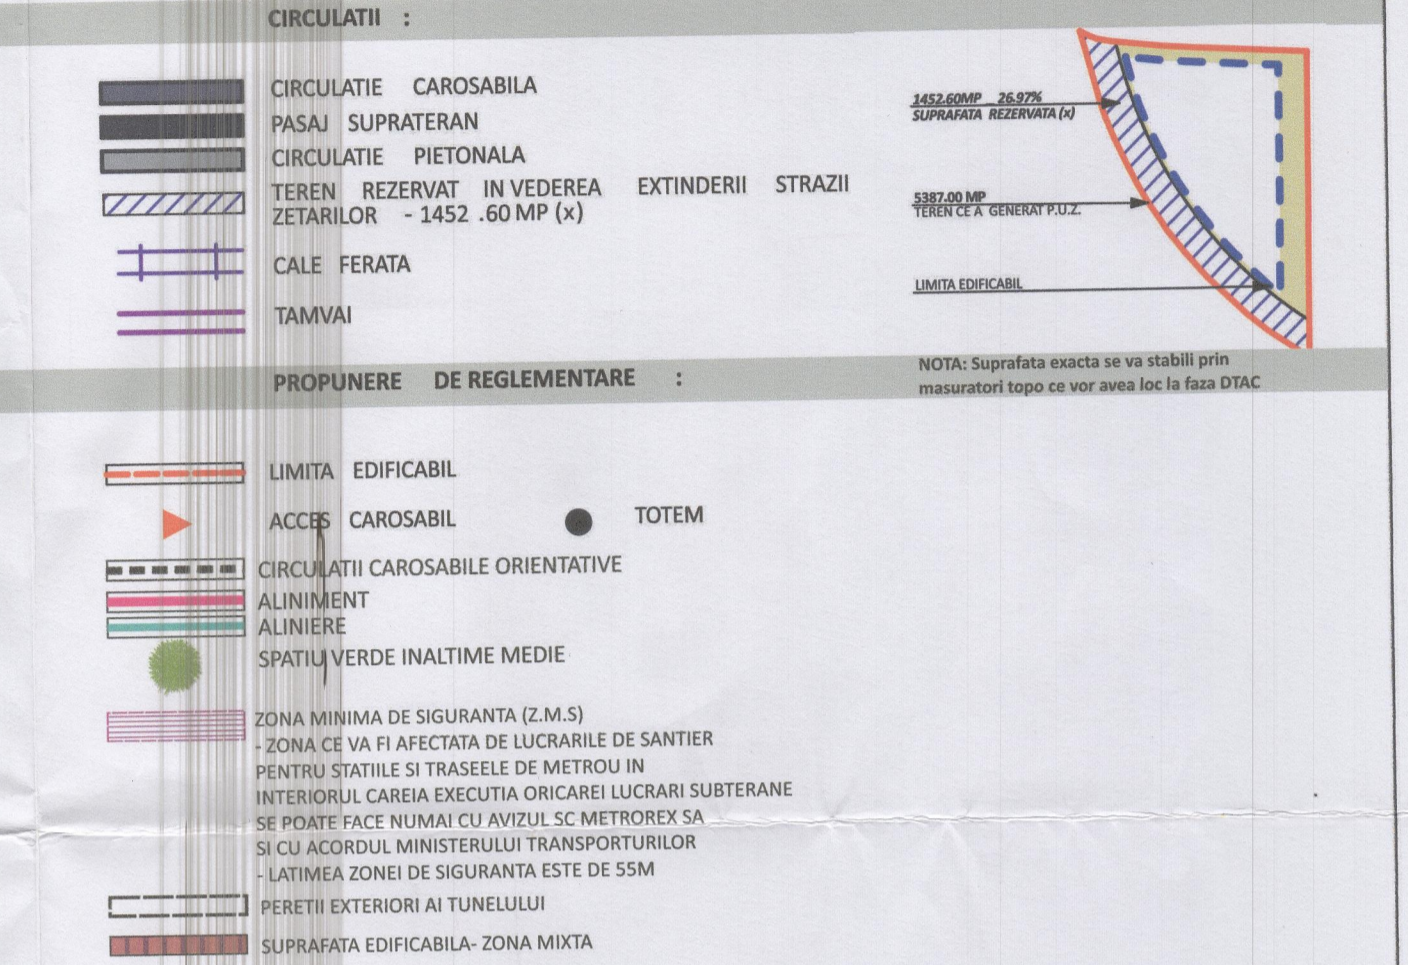 CIRCULATII :
CIRCULATIE CAROSABILA
PASAJ SUPRATERAN
CIRCULATIE PIETONALA
TEREN REZERVAT IN VEDEREA EXTINDERII STRAZII
ZETARILOR - 1452 .60 MP (x)
CALE FERATA
TAMVAI
1452.60MP 26.97%
SUPRAFATA REZERVATA (x)
5387.00 MP
TEREN CE A GENERAT P.U.Z.
LIMITA EDIFICABIL
PROPUNERE DE REGLEMENTARE :
NOTA: Suprafata exacta se va stabili prin
masuratori topo ce vor avea loc la faza DTAC
LIMITA EDIFICABIL
ACCES CAROSABIL
TOTEM
CIRCULATII CAROSABILE ORIENTATIVE
ALINIMENT
ALINIERE
SPATIU VERDE INALTIME MEDIE
ZONA MINIMA DE SIGURANTA (Z.M.S)
- ZONA CE VA FI AFECTATA DE LUCRARILE DE SANTIER
PENTRU STATIILE SI TRASEELE DE METROU IN
INTERIORUL CAREIA EXECUTIA ORICAREI LUCRARI SUBTERANE
SE POATE FACE NUMAI CU AVIZUL SC METROREX SA
SI CU ACORDUL MINISTERULUI TRANSPORTURILOR
- LATIMEA ZONEI DE SIGURANTA ESTE DE 55M
PERETII EXTERIORI AI TUNELULUI
SUPRAFATA EDIFICABILA- ZONA MIXTA